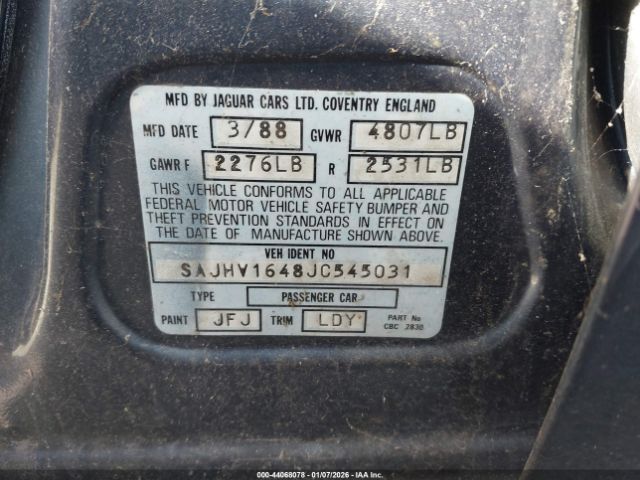 MFD BY JAGUAR CARS LTD. COVENTRY ENGLAND
MFD DATE 3/88 GVWR 4807LB
GAWR F 2276LB R 2531LB
THIS VEHICLE CONFORMS TO ALL APPLICABLE
FEDERAL MOTOR VEHICLE SAFETY BUMPER AND
THEFT PREVENTION STANDARDS IN EFFECT ON
THE DATE OF MANUFACTURE SHOWN ABOVE.
VEH IDENT NO
SAJHV1648JC545031
TYPE PASSENGER CAR
PAINT JFJ TRIM LDY PART No CBC 2830
000-44068078 - 01/07/2026 - IAA Inc.